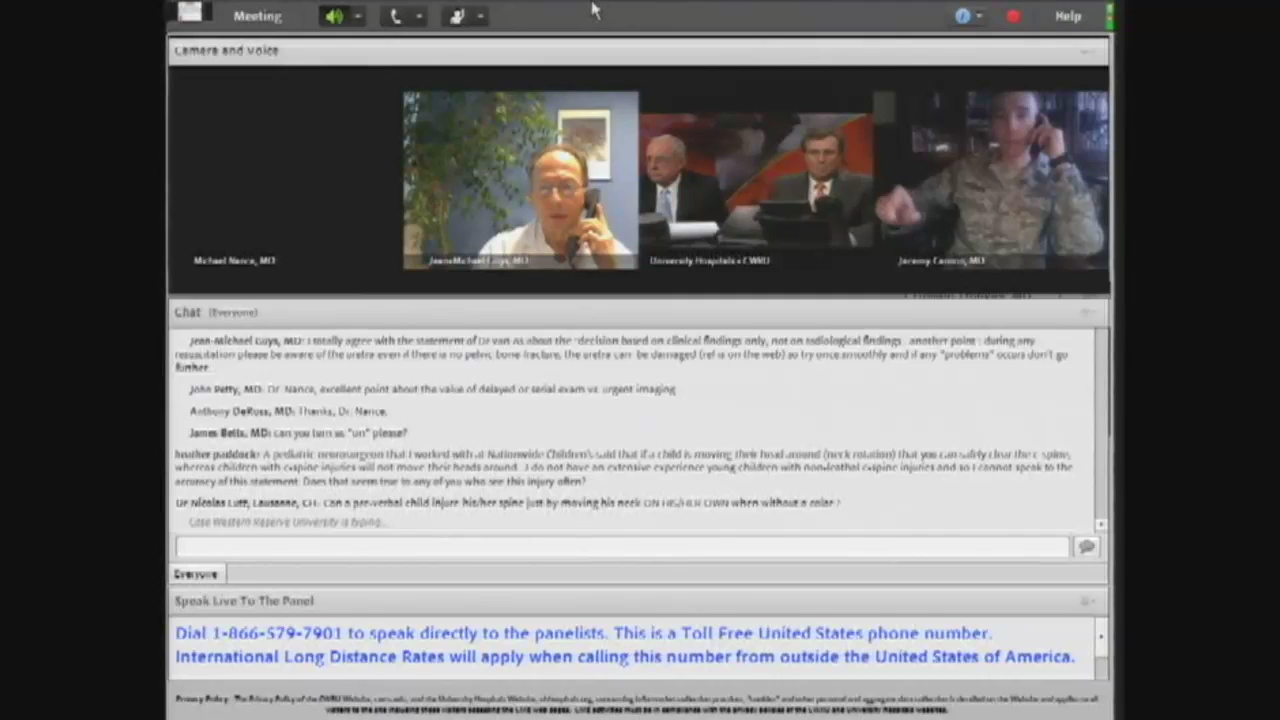 Meeting
Help
Camera and Voice
Michael Nance, MD
Jean-Michael Guys, MD
University Hospitals - CWRU
Jeremy Cannon, MD
Chat (Everyone)
Jean-Michael Guys, MD: I totally agree with the statement of Dr van As about the "decision based on clinical findings only, not on radiological findings another point : during any
resuscitation please be aware of the uretra even if there is no pelvic bone fracture, the uretra can be damaged (ref is on the web) so try once smoothly and if any "problems" occurs don't go
further.
John Petty, MD: Dr. Nance, excellent point about the value of delayed or serial exam vs. urgent imaging
Anthony DeRoss, MD: Thanks, Dr. Nance.
James Betts, MD: can you turn us "on" please?
heather paddock: A pediatric neurosurgeon that I worked with at Nationwide Children's said that if a child is moving their head around (neck rotation) that you can safely clear the c-spine,
whereas children with c-spine injuries will not move their heads around. I do not have an extensive experience young children with non-lethal c-spine injuries and so I cannot speak to the
accuracy of this statement. Does that seem true to any of you who see this injury often?
Dr Nicolas Lutz, Lausanne, CH: Can a pre-verbal child injure his/her spine just by moving his neck ON HIS/HER OWN when without a collar ?
Case Western Reserve University is typing...
Everyone
Speak Live To The Panel
Dial 1-866-579-7901 to speak directly to the panelists. This is a Toll Free United States phone number.
International Long Distance Rates will apply when calling this number from outside the United States of America.